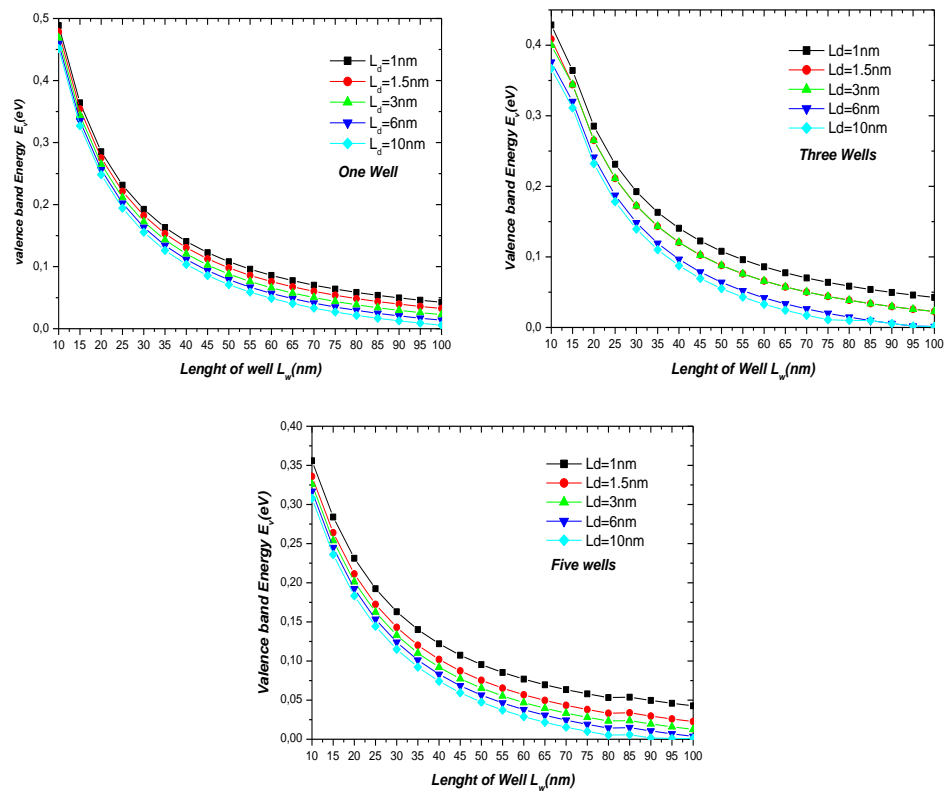 0,5
0,4
0,3
0,2
0,1
0,0
valence band Energy E_v(eV)
L_d=1nm
L_d=1.5nm
L_d=3nm
L_d=6nm
L_d=10nm
One Well
10 15 20 25 30 35 40 45 50 55 60 65 70 75 80 85 90 95 100
Lenght of well L_w(nm)
0,4
0,2
0,0
Valence band Energy E_v(eV)
Ld=1nm
Ld=1.5nm
Ld=3nm
Ld=6nm
Ld=10nm
Three Wells
10 15 20 25 30 35 40 45 50 55 60 65 70 75 80 85 90 95 100
Lenght of Well L_w(nm)
0,40
0,35
0,30
0,25
0,20
0,15
0,10
0,05
0,00
Valence band Energy E_v(eV)
Ld=1nm
Ld=1.5nm
Ld=3nm
Ld=6nm
Ld=10nm
Five wells
10 15 20 25 30 35 40 45 50 55 60 65 70 75 80 85 90 95 100
Lenght of Well L_w(nm)